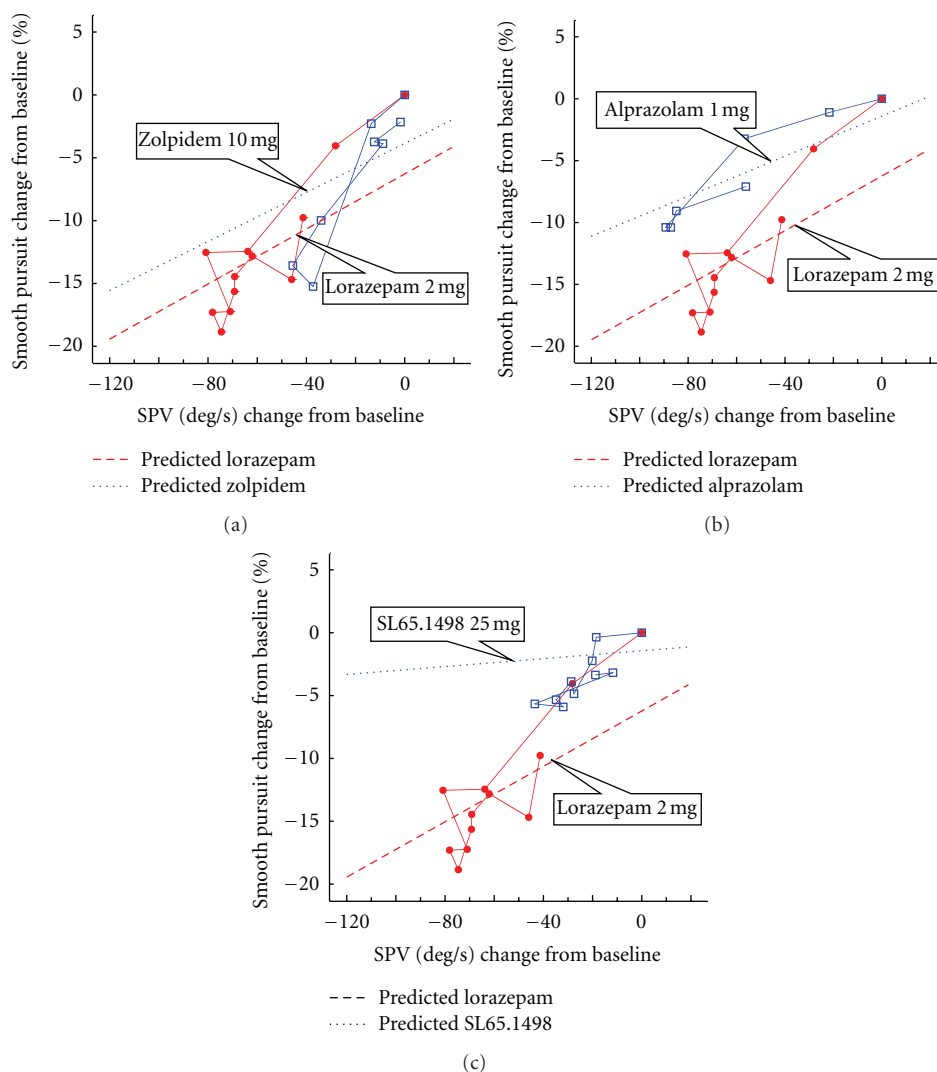 Smooth pursuit change from baseline (%)
5
0
−5
−10
−15
−20
Zolpidem 10 mg
Lorazepam 2 mg
−120
−80
−40
0
SPV (deg/s) change from baseline
Predicted lorazepam
Predicted zolpidem
(a)
Smooth pursuit change from baseline (%)
5
0
−5
−10
−15
−20
Alprazolam 1 mg
Lorazepam 2 mg
−120
−80
−40
0
SPV (deg/s) change from baseline
Predicted lorazepam
Predicted alprazolam
(b)
Smooth pursuit change from baseline (%)
5
0
−5
−10
−15
−20
SL65.1498 25 mg
Lorazepam 2 mg
−120
−80
−40
0
SPV (deg/s) change from baseline
Predicted lorazepam
Predicted SL65.1498
(c)